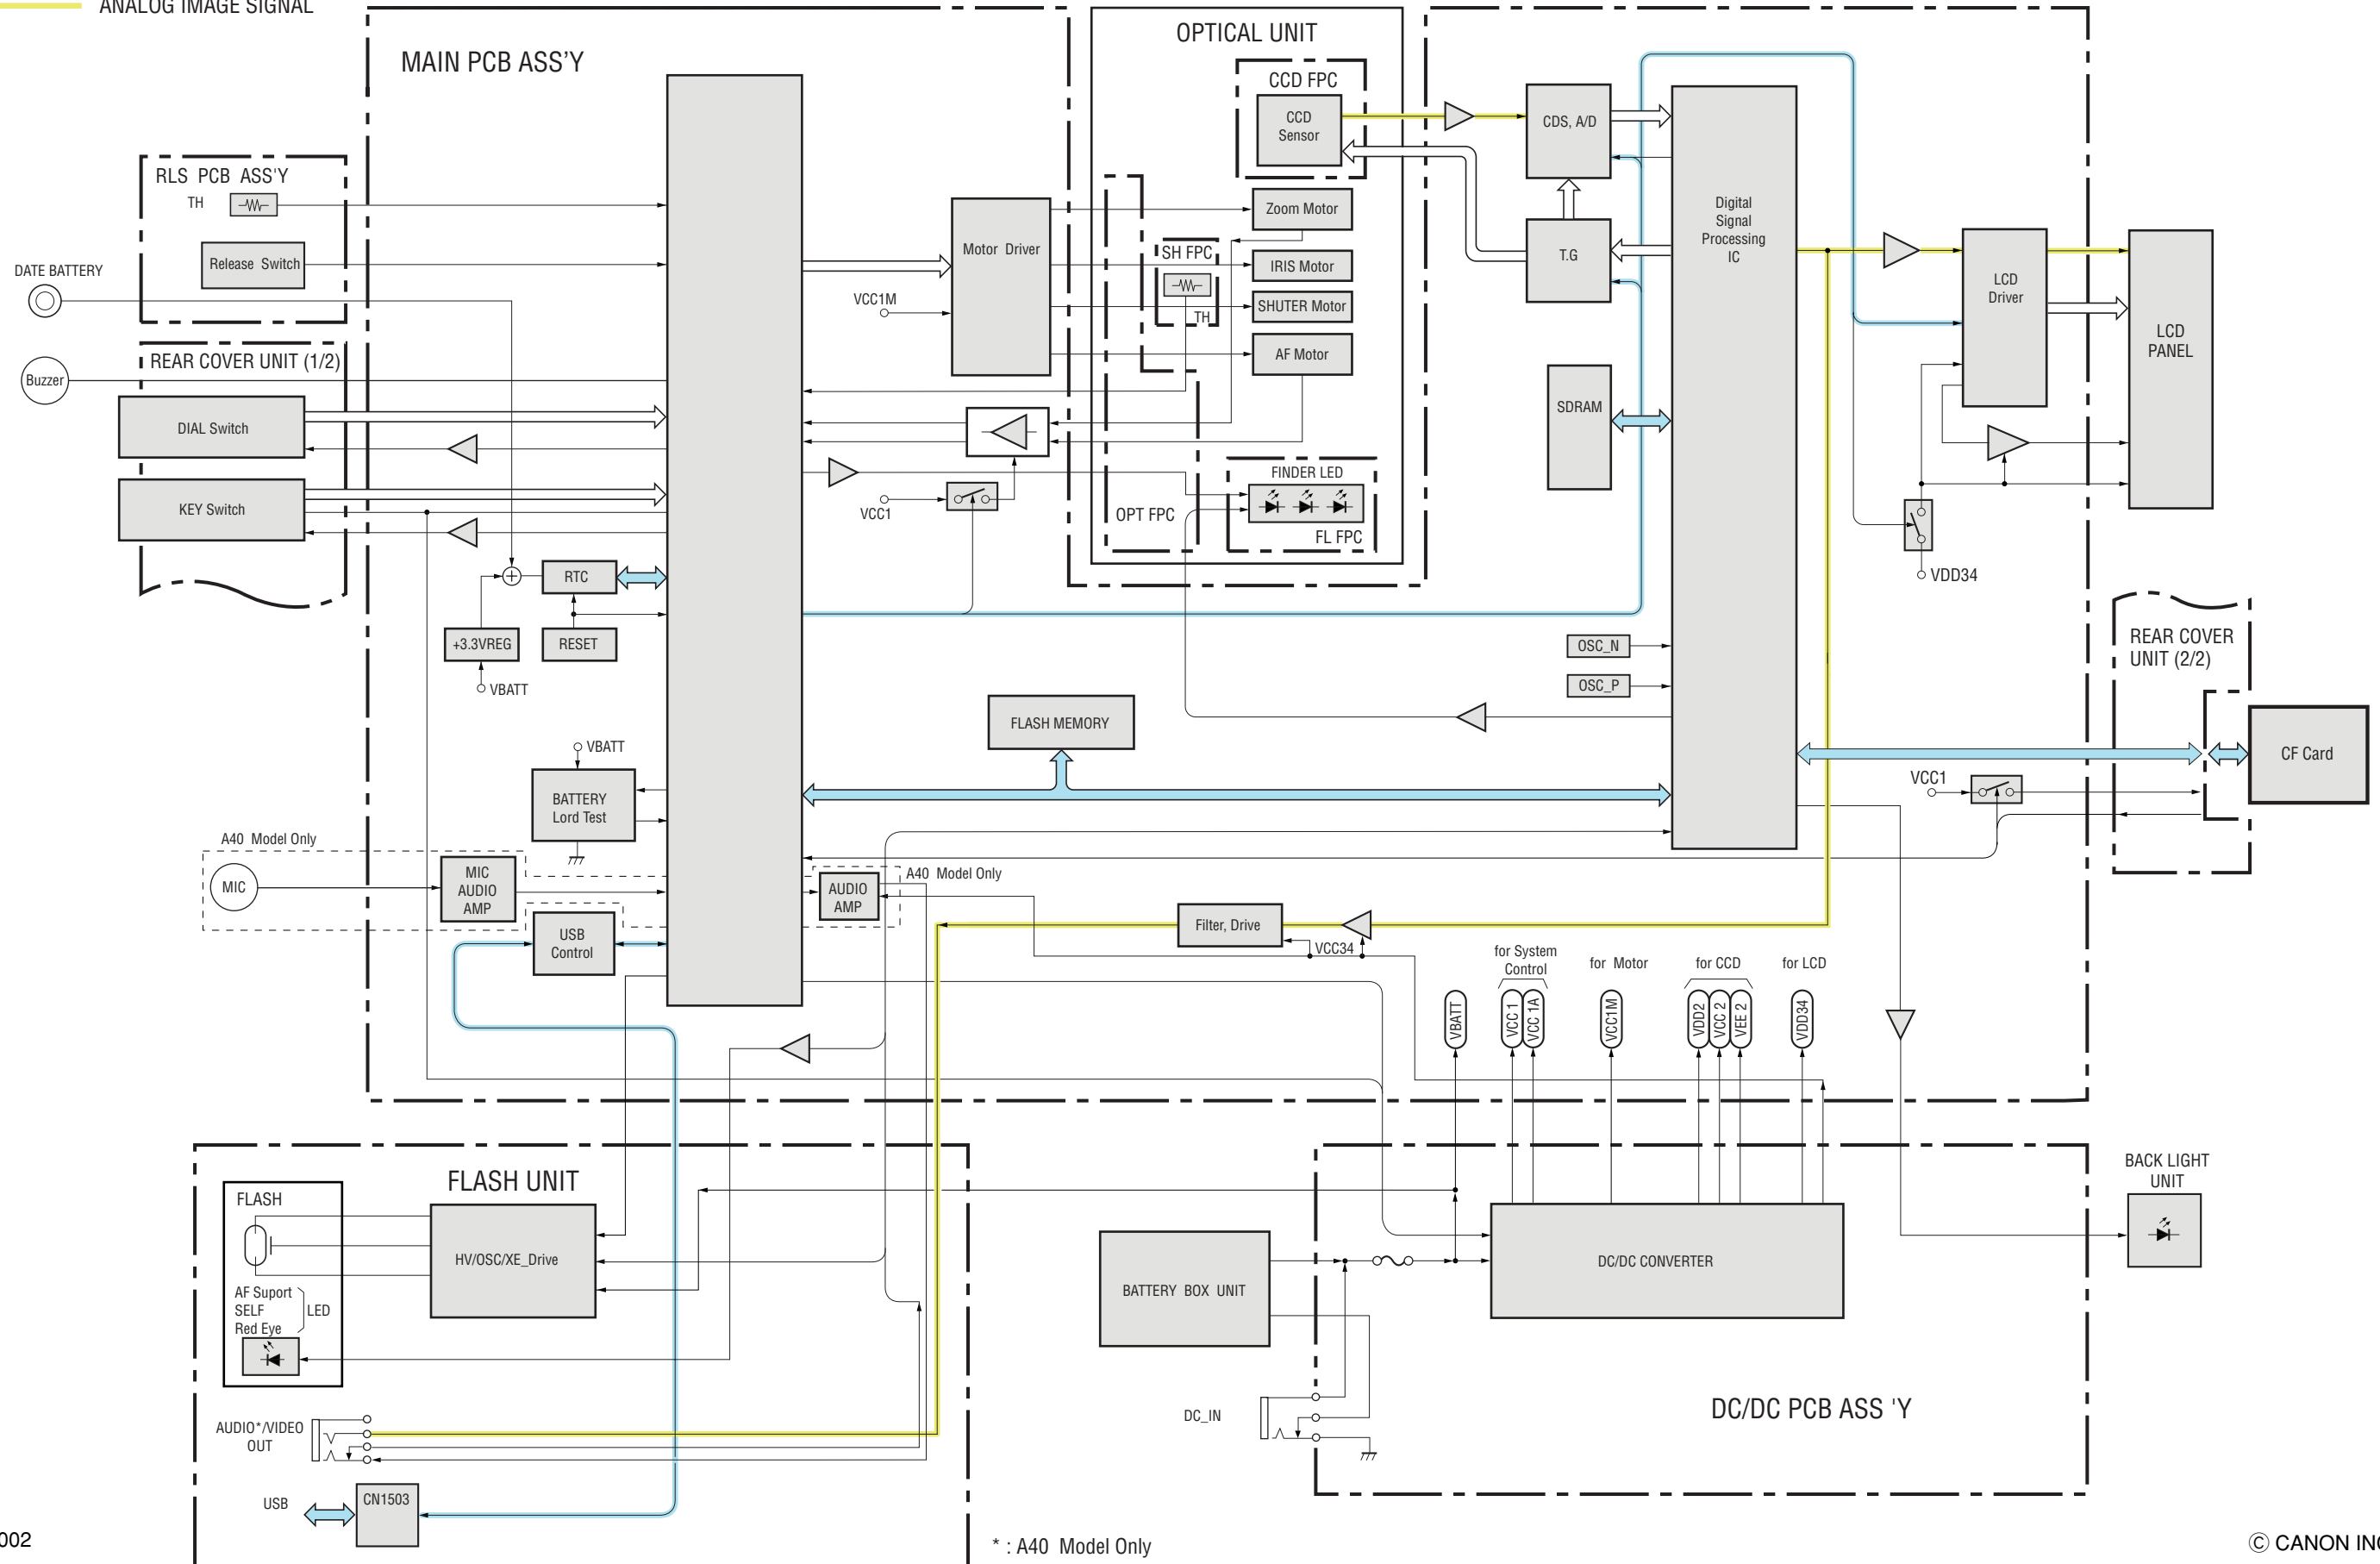 ANALOG IMAGE SIGNAL
MAIN PCB ASS'Y
OPTICAL UNIT
CCD FPC
CCD
Sensor
CDS, A/D
RLS PCB ASS'Y
TH
Release Switch
DATE BATTERY
Buzzer
REAR COVER UNIT (1/2)
DIAL Switch
KEY Switch
Motor Driver
VCC1M
Zoom Motor
SH FPC
TH
IRIS Motor
SHUTER Motor
AF Motor
T.G
Digital
Signal
Processing
IC
LCD
Driver
LCD
PANEL
SDRAM
VCC1
OPT FPC
FINDER LED
FL FPC
VDD34
RTC
+3.3VREG
RESET
VBATT
OSC_N
OSC_P
REAR COVER
UNIT (2/2)
FLASH MEMORY
CF Card
VCC1
VBATT
BATTERY
Lord Test
A40 Model Only
MIC
MIC
AUDIO
AMP
AUDIO
AMP
A40 Model Only
USB
Control
Filter, Drive
VCC34
for System
Control
for Motor
for CCD
for LCD
VBATT
VCC 1
VCC 1A
VCC1M
VDD2
VCC 2
VEE 2
VDD34
FLASH UNIT
FLASH
HV/OSC/XE_Drive
AF Suport
SELF
Red Eye
LED
BACK LIGHT
UNIT
BATTERY BOX UNIT
DC/DC CONVERTER
DC_IN
DC/DC PCB ASS 'Y
AUDIO*/VIDEO
OUT
USB
CN1503
002
* : A40 Model Only
© CANON INC